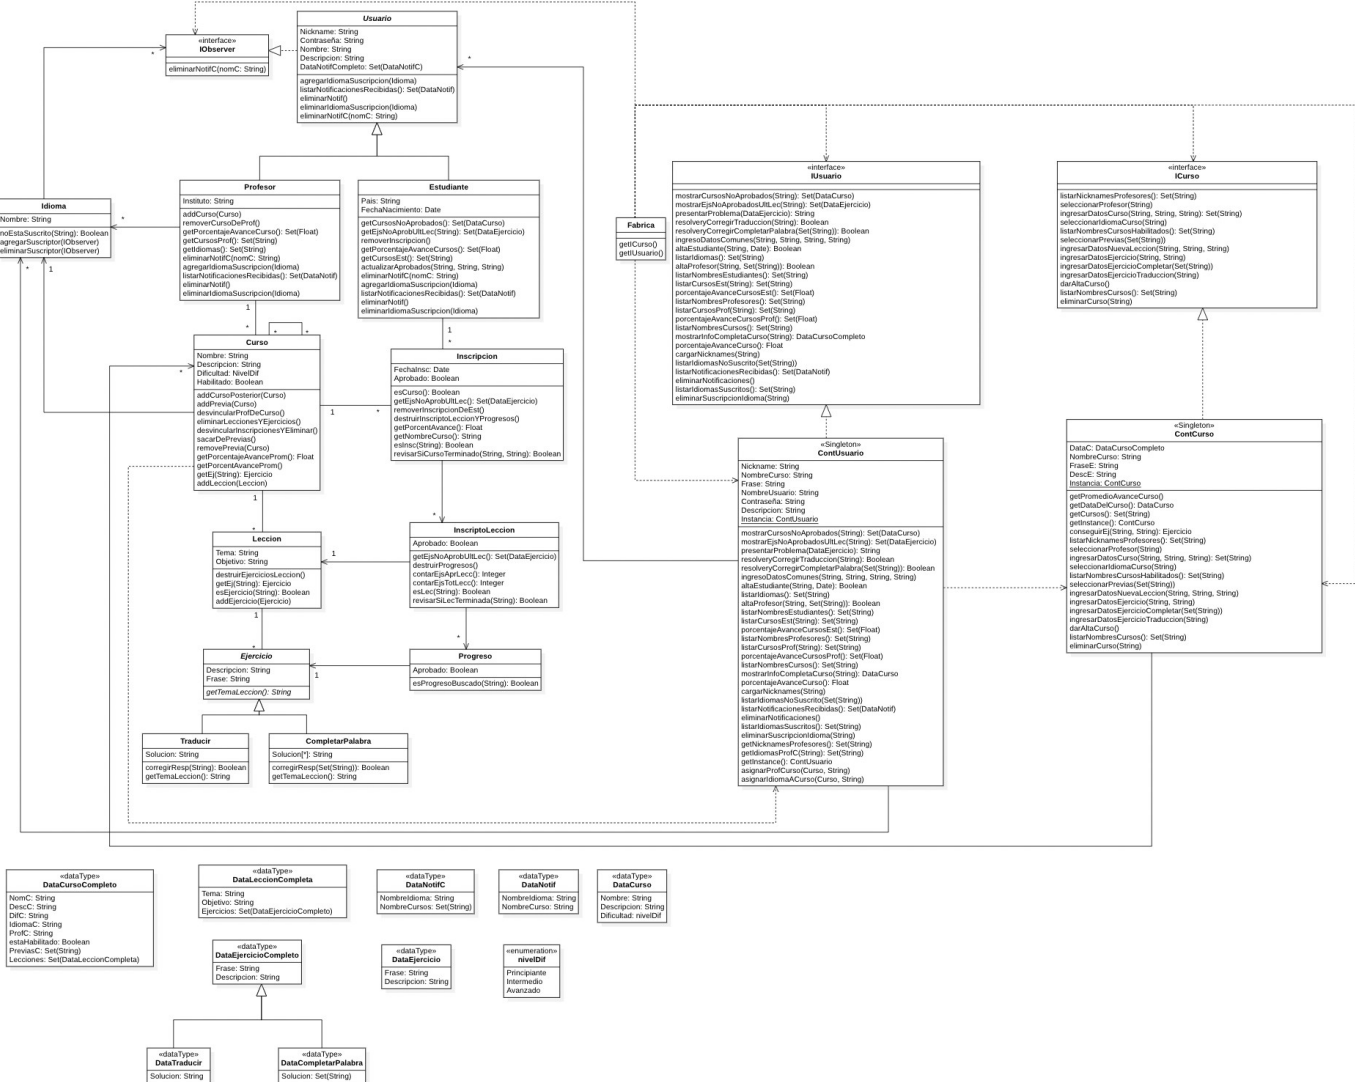 Usuario
Nickname: String
Contraseña: String
Nombre: String
Descripcion: String
DataNotifCompleto: Set(DataNotifC)
agregarIdiomaSuscripcion(Idioma)
listarNotificacionesRecibidas(): Set(DataNotif)
eliminarNotif()
eliminarIdiomaSuscripcion(Idioma)
eliminarNotifC(nomC: String)
*
«interface»
IObserver
eliminarNotifC(nomC: String)
*
Idioma
Nombre: String
noEstaSuscrito(String): Boolean
agregarSuscriptor(IObserver)
eliminarSuscriptor(IObserver)
*
*
1
Profesor
Instituto: String
addCurso(Curso)
removerCursoDeProf()
getPorcentajeAvanceCursos(): Set(Float)
getCursosProf(): Set(String)
getIdiomas(): Set(String)
eliminarNotifC(nomC: String)
agregarIdiomaSuscripcion(Idioma)
listarNotificacionesRecibidas(): Set(DataNotif)
eliminarNotif()
eliminarIdiomaSuscripcion(Idioma)
1
*
*
*
Estudiante
Pais: String
FechaNacimiento: Date
getCursosNoAprobados(): Set(DataCurso)
getEjsNoAprobUltLec(String): Set(DataEjercicio)
removerInscripcion()
getPorcentajeAvanceCursos(): Set(Float)
getCursosEst(): Set(String)
actualizarAprobados(String, String, String)
eliminarNotifC(nomC: String)
agregarIdiomaSuscripcion(Idioma)
listarNotificacionesRecibidas(): Set(DataNotif)
eliminarNotif()
eliminarIdiomaSuscripcion(Idioma)
1
*
Curso
Nombre: String
Descripcion: String
Dificultad: NivelDif
Habilitado: Boolean
addCursoPosterior(Curso)
addPrevia(Curso)
desvincularProfDeCurso()
eliminarLeccionesYEjercicios()
desvincularInscripcionesYEliminar()
sacarDePrevias()
removePrevia(Curso)
getPorcentajeAvanceProm(): Float
getPorcentAvanceProm()
getEj(String): Ejercicio
addLeccion(Leccion)
*
1
*
1
*
Inscripcion
FechaInsc: Date
Aprobado: Boolean
esCurso(): Boolean
getEjsNoAprobUltLec(): Set(DataEjercicio)
removerInscripcionDeEst()
destruirInscriptoLeccionYProgresos()
getPorcentAvance(): Float
getNombreCurso(): String
esInsc(String): Boolean
revisarSiCursoTerminado(String, String): Boolean
*
Leccion
Tema: String
Objetivo: String
destruirEjerciciosLeccion()
getEj(String): Ejercicio
esEjercicio(String): Boolean
addEjercicio(Ejercicio)
1
1
*
InscriptoLeccion
Aprobado: Boolean
getEjsNoAprobUltLec(): Set(DataEjercicio)
destruirProgresos()
contarEjsAprLecc(): Integer
contarEjsTotLecc(): Integer
esLec(String): Boolean
revisarSiLecTerminada(String): Boolean
*
Ejercicio
Descripcion: String
Frase: String
getTemaLeccion(): String
1
Progreso
Aprobado: Boolean
esProgresoBuscado(String): Boolean
Traducir
Solucion: String
corregirResp(String): Boolean
getTemaLeccion(): String
CompletarPalabra
Solucion[*]: String
corregirResp(Set(String)): Boolean
getTemaLeccion(): String
Fabrica
getICurso()
getIUsuario()
«interface»
IUsuario
mostrarCursosNoAprobados(String): Set(DataCurso)
mostrarEjsNoAprobadosUltLec(String): Set(DataEjercicio)
presentarProblema(DataEjercicio): String
resolveryCorregirTraduccion(String): Boolean
resolveryCorregirCompletarPalabra(Set(String)): Boolean
ingresoDatosComunes(String, String, String, String)
altaEstudiante(String, Date): Boolean
listarIdiomas(): Set(String)
altaProfesor(String, Set(String)): Boolean
listarNombresEstudiantes(): Set(String)
listarCursosEst(String): Set(String)
porcentajeAvanceCursosEst(): Set(Float)
listarNombresProfesores(): Set(String)
listarCursosProf(String): Set(String)
porcentajeAvanceCursosProf(): Set(Float)
listarNombresCursos(): Set(String)
mostrarInfoCompletaCurso(String): DataCursoCompleto
porcentajeAvanceCurso(): Float
cargarNicknames(String)
listarIdiomasNoSuscrito(Set(String))
listarNotificacionesRecibidas(): Set(DataNotif)
eliminarNotificaciones()
listarIdiomasSuscritos(): Set(String)
eliminarSuscripcionIdioma(String)
«interface»
ICurso
listarNicknamesProfesores(): Set(String)
seleccionarProfesor(String)
ingresarDatosCurso(String, String, String): Set(String)
seleccionarIdiomaCurso(String)
listarNombresCursosHabilitados(): Set(String)
seleccionarPrevias(Set(String))
ingresarDatosNuevaLeccion(String, String, String)
ingresarDatosEjercicio(String, String)
ingresarDatosEjercicioCompletar(Set(String))
ingresarDatosEjercicioTraduccion(String)
darAltaCurso()
listarNombresCursos(): Set(String)
eliminarCurso(String)
«Singleton»
ContUsuario
Nickname: String
NombreCurso: String
Frase: String
NombreUsuario: String
Contraseña: String
Descripcion: String
Instancia: ContUsuario
mostrarCursosNoAprobados(String): Set(DataCurso)
mostrarEjsNoAprobadosUltLec(String): Set(DataEjercicio)
presentarProblema(DataEjercicio): String
resolveryCorregirTraduccion(String): Boolean
resolveryCorregirCompletarPalabra(Set(String)): Boolean
ingresoDatosComunes(String, String, String, String)
altaEstudiante(String, Date): Boolean
listarIdiomas(): Set(String)
altaProfesor(String, Set(String)): Boolean
listarNombresEstudiantes(): Set(String)
listarCursosEst(String): Set(String)
porcentajeAvanceCursosEst(): Set(Float)
listarNombresProfesores(): Set(String)
listarCursosProf(String): Set(String)
porcentajeAvanceCursosProf(): Set(Float)
listarNombresCursos(): Set(String)
mostrarInfoCompletaCurso(String): DataCurso
porcentajeAvanceCurso(): Float
cargarNicknames(String)
listarIdiomasNoSuscrito(Set(String))
listarNotificacionesRecibidas(): Set(DataNotif)
eliminarNotificaciones()
listarIdiomasSuscritos(): Set(String)
eliminarSuscripcionIdioma(String)
getNicknamesProfesores(): Set(String)
getIdiomasProfC(String): Set(String)
getInstance(): ContUsuario
asignarProfCurso(Curso, String)
asignarIdiomaACurso(Curso, String)
«Singleton»
ContCurso
DataC: DataCursoCompleto
NombreCurso: String
FraseE: String
DescE: String
Instancia: ContCurso
getPromedioAvanceCurso()
getDataDelCurso(): DataCurso
getCursos(): Set(String)
getInstance(): ContCurso
conseguirEj(String, String): Ejercicio
listarNicknamesProfesores(): Set(String)
seleccionarProfesor(String)
ingresarDatosCurso(String, String, String): Set(String)
seleccionarIdiomaCurso(String)
listarNombresCursosHabilitados(): Set(String)
seleccionarPrevias(Set(String))
ingresarDatosNuevaLeccion(String, String, String)
ingresarDatosEjercicio(String, String)
ingresarDatosEjercicioCompletar(Set(String))
ingresarDatosEjercicioTraduccion(String)
darAltaCurso()
listarNombresCursos(): Set(String)
eliminarCurso(String)
«dataType»
DataCursoCompleto
NomC: String
DescC: String
DifC: String
IdiomaC: String
ProfC: String
estaHabilitado: Boolean
PreviasC: Set(String)
Lecciones: Set(DataLeccionCompleta)
«dataType»
DataLeccionCompleta
Tema: String
Objetivo: String
Ejercicios: Set(DataEjercicioCompleto)
«dataType»
DataNotifC
NombreIdioma: String
NombreCursos: Set(String)
«dataType»
DataNotif
NombreIdioma: String
NombreCurso: String
«dataType»
DataCurso
Nombre: String
Descripcion: String
Dificultad: nivelDif
«dataType»
DataEjercicioCompleto
Frase: String
Descripcion: String
«dataType»
DataEjercicio
Frase: String
Descripcion: String
«enumeration»
nivelDif
Principiante
Intermedio
Avanzado
«dataType»
DataTraducir
Solucion: String
«dataType»
DataCompletarPalabra
Solucion: Set(String)